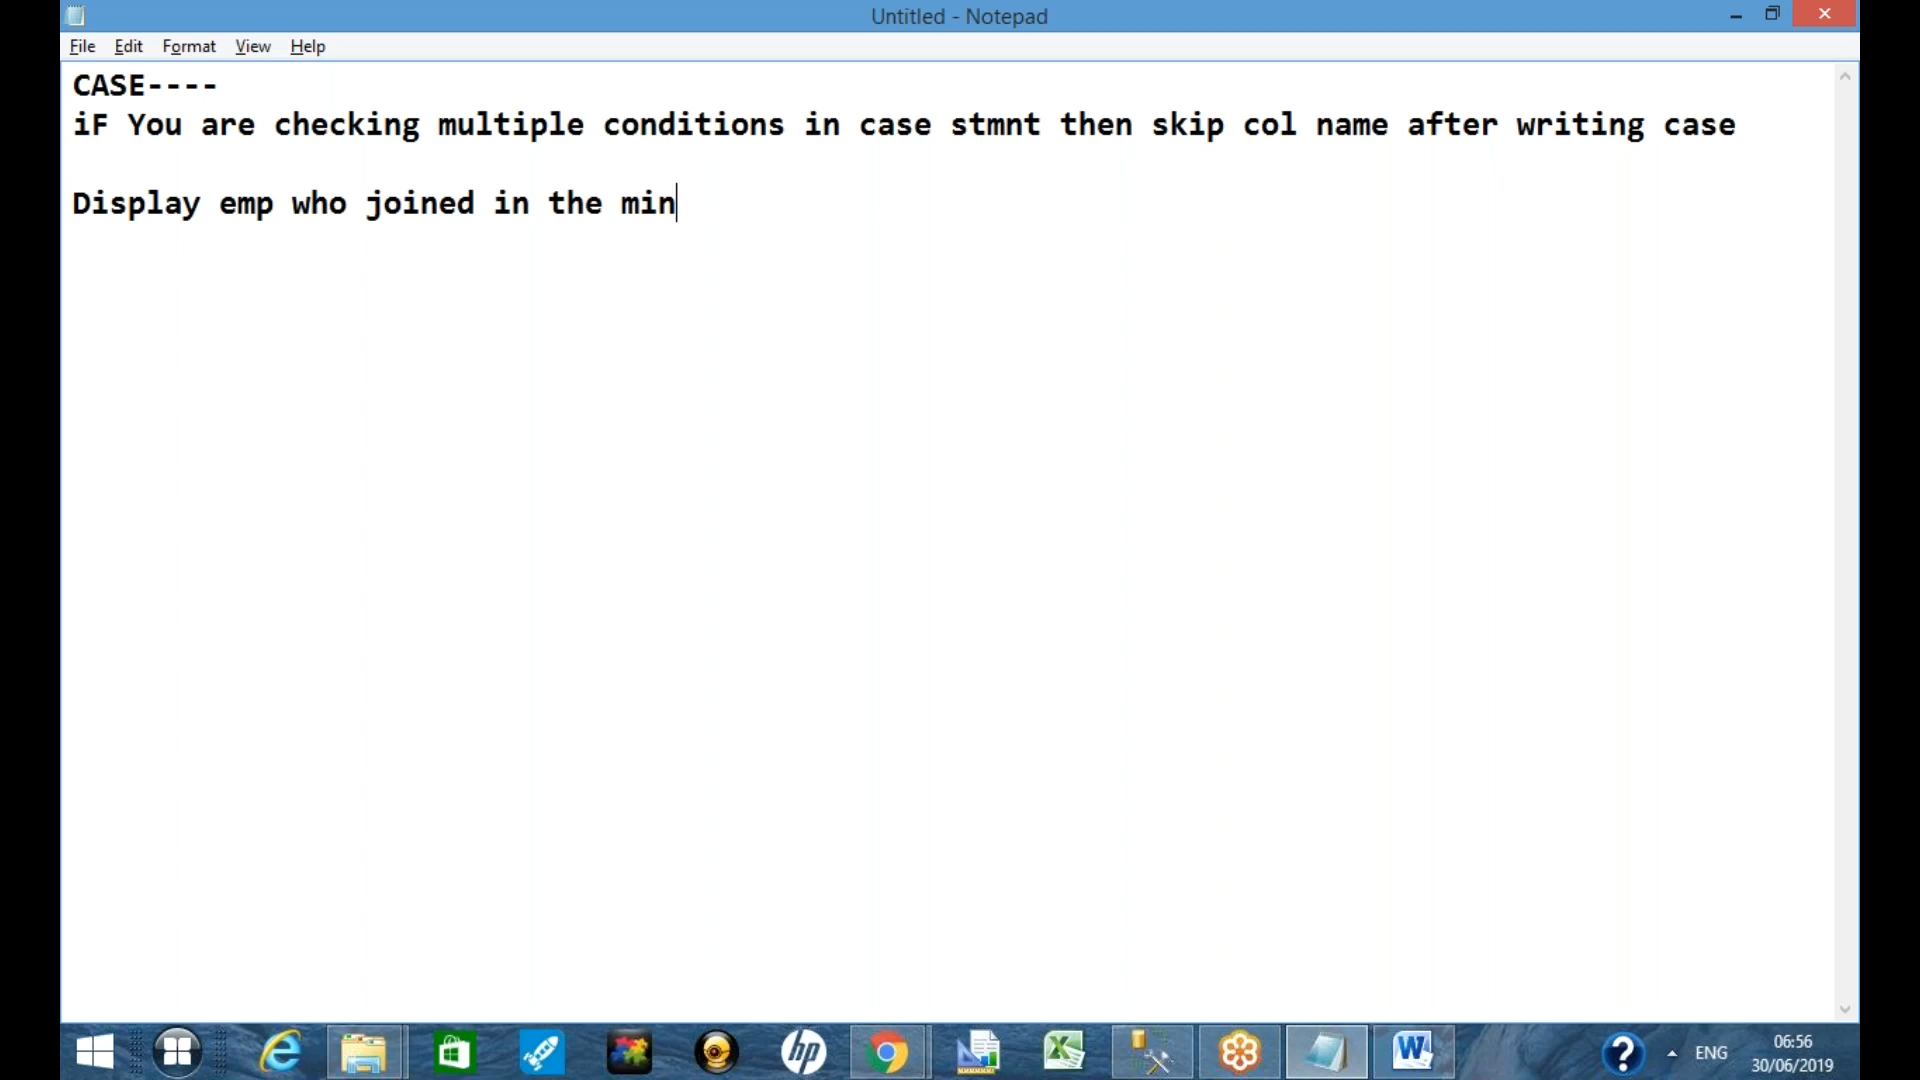 Untitled - Notepad
File Edit Format View Help
CASE----
iF You are checking multiple conditions in case stmnt then skip col name after writing case
Display emp who joined in the min
hp
ENG
06:56
30/06/2019